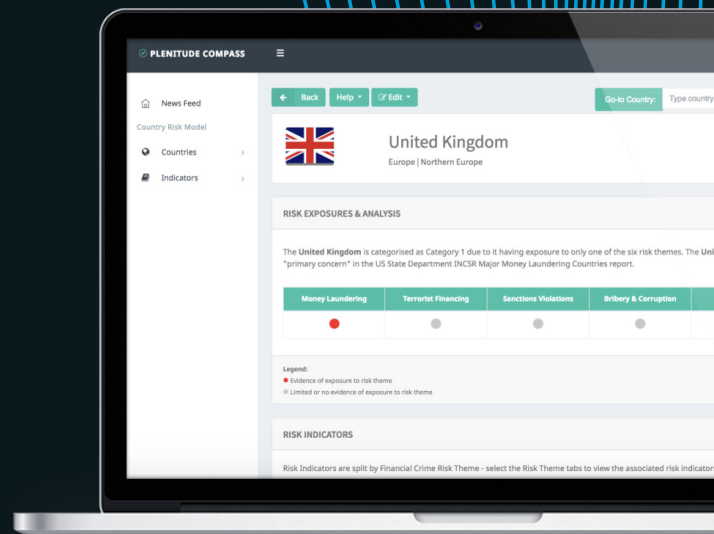 PLENITUDE COMPASS
Back Help Edit Go-to Country: Type country
News Feed
Country Risk Model
Countries
Indicators
United Kingdom
Europe | Northern Europe
RISK EXPOSURES & ANALYSIS
The United Kingdom is categorised as Category 1 due to it having exposure to only one of the six risk themes. The Uni
"primary concern" in the US State Department INCSR Major Money Laundering Countries report.
Money Laundering Terrorist Financing Sanctions Violations Bribery & Corruption
Legend:
Evidence of exposure to risk theme
Limited or no evidence of exposure to risk theme
RISK INDICATORS
Risk Indicators are split by Financial Crime Risk Theme - select the Risk Theme tabs to view the associated risk indicator